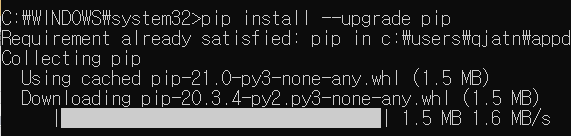 C:₩WINDOWS₩system32>pip install --upgrade pip
Requirement already satisfied: pip in c:₩users₩qjatn₩appd
Collecting pip
Using cached pip-21.0-py3-none-any.whl (1.5 MB)
Downloading pip-20.3.4-py2.py3-none-any.whl (1.5 MB)
| | 1.5 MB 1.6 MB/s